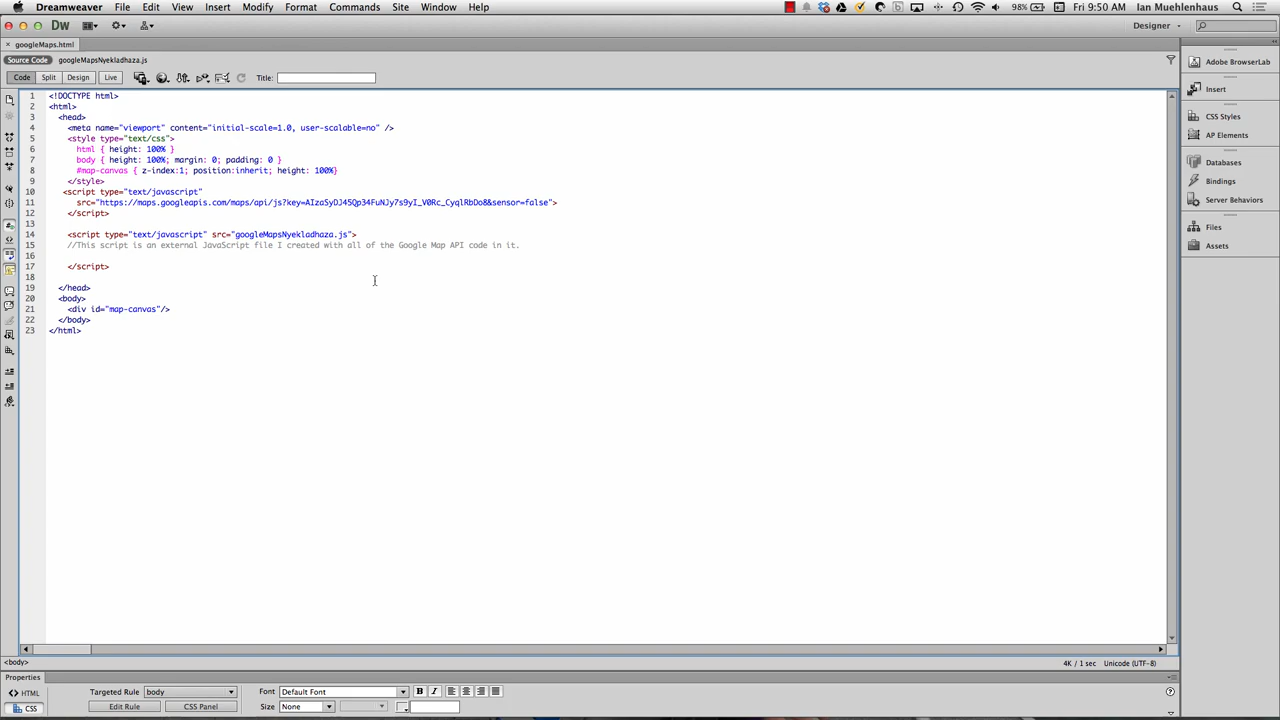 Dreamweaver File Edit View Insert Modify Format Commands Site Window Help 98% Fri 9:50 AM Ian Muehlenhaus
Dw Designer
googleMaps.html
Source Code googleMapsNyekladhaza.js Adobe BrowserLab
Code Split Design Live Title:
Insert
1 <!DOCTYPE html>
2 <html>
3 <head>
4 <meta name="viewport" content="initial-scale=1.0, user-scalable=no" />
5 <style type="text/css">
6 html { height: 100% }
7 body { height: 100%; margin: 0; padding: 0 }
8 #map-canvas { z-index:1; position:inherit; height: 100%}
9 </style>
10 <script type="text/javascript"
11 src="https://maps.googleapis.com/maps/api/js?key=AIzaSyDJ45Qp34FuNJy7s9yI_V0Rc_CyqlRbDo8&sensor=false">
12 </script>
13
14 <script type="text/javascript" src="googleMapsNyekladhaza.js">
15 //This script is an external JavaScript file I created with all of the Google Map API code in it.
16
17 </script>
18
19 </head>
20 <body>
21 <div id="map-canvas"/>
22 </body>
23 </html>
CSS Styles
AP Elements
Databases
Bindings
Server Behaviors
Files
Assets
<body> 4K / 1 sec Unicode (UTF-8)
Properties
HTML Targeted Rule body Font Default Font B I
CSS Edit Rule CSS Panel Size None